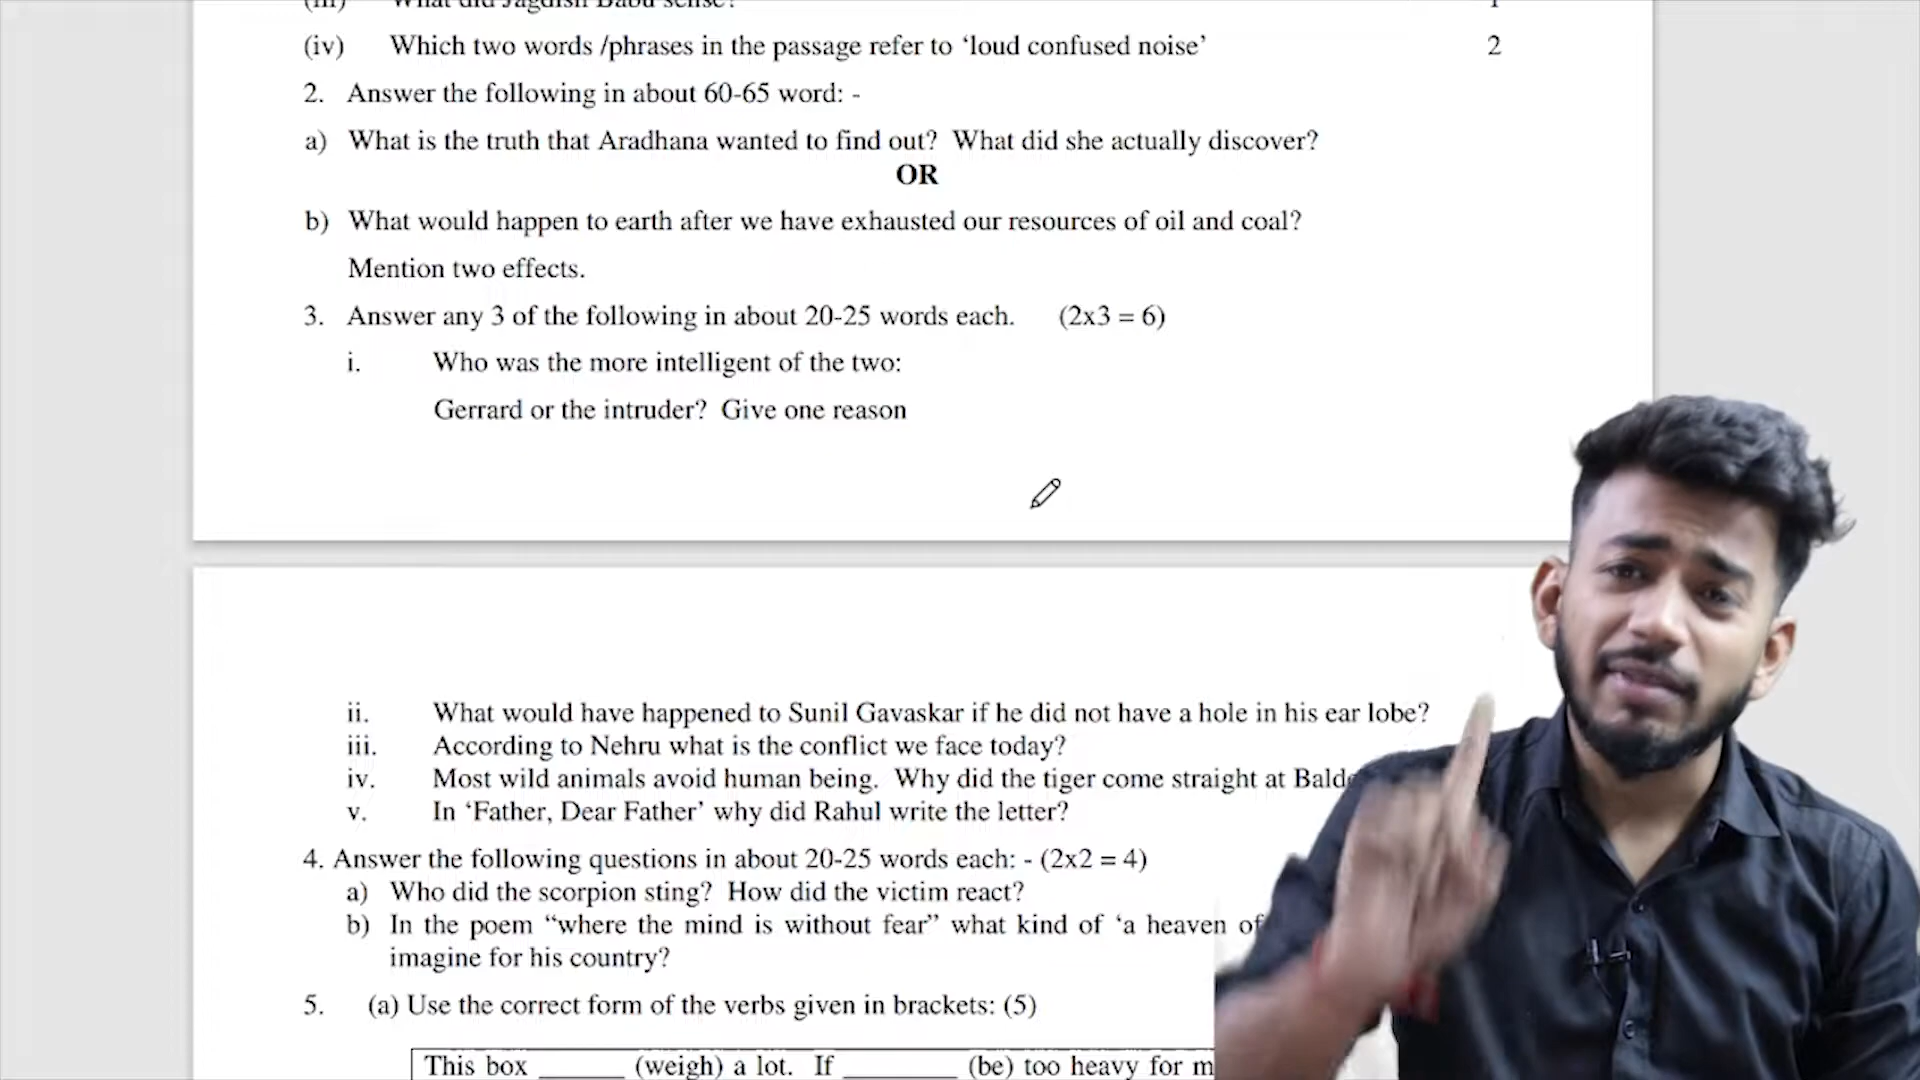 (iii) What did Jagdish Babu sense? 1
(iv) Which two words /phrases in the passage refer to ‘loud confused noise’ 2
2. Answer the following in about 60-65 word: -
a) What is the truth that Aradhana wanted to find out? What did she actually discover?
OR
b) What would happen to earth after we have exhausted our resources of oil and coal?
Mention two effects.
3. Answer any 3 of the following in about 20-25 words each. (2x3 = 6)
i. Who was the more intelligent of the two:
Gerrard or the intruder? Give one reason
ii. What would have happened to Sunil Gavaskar if he did not have a hole in his ear lobe?
iii. According to Nehru what is the conflict we face today?
iv. Most wild animals avoid human being. Why did the tiger come straight at
v. In ‘Father, Dear Father’ why did Rahul write the letter?
4. Answer the following questions in about 20-25 words each: - (2x2 = 4)
a) Who did the scorpion sting? How did the victim react?
b) In the poem “where the mind is without fear” what kind of ‘a heaven of
imagine for his country?
5. (a) Use the correct form of the verbs given in brackets: (5)
This box ______ (weigh) a lot. If ________ (be) too heavy for